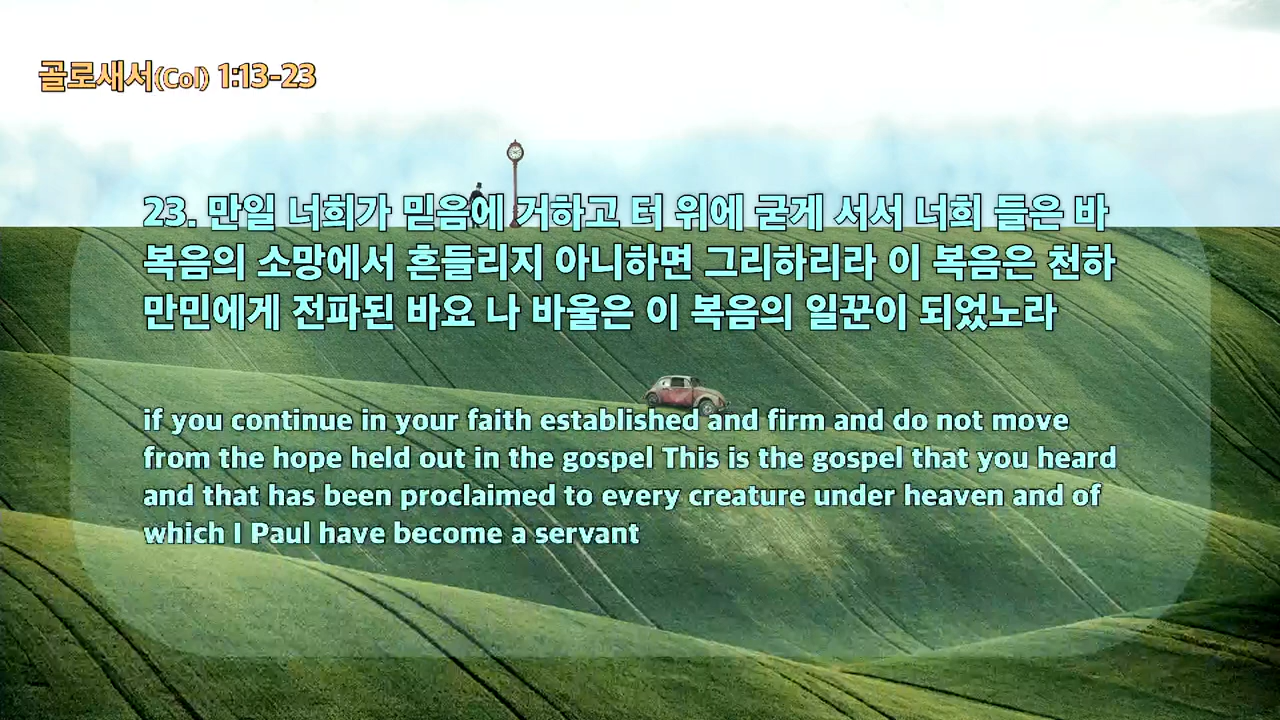 골로새서(Col) 1:13-23
23. 만일 너희가 믿음에 거하고 터 위에 굳게 서서 너희 들은 바
복음의 소망에서 흔들리지 아니하면 그리하리라 이 복음은 천하
만민에게 전파된 바요 나 바울은 이 복음의 일꾼이 되었노라
if you continue in your faith established and firm and do not move
from the hope held out in the gospel This is the gospel that you heard
and that has been proclaimed to every creature under heaven and of
which I Paul have become a servant